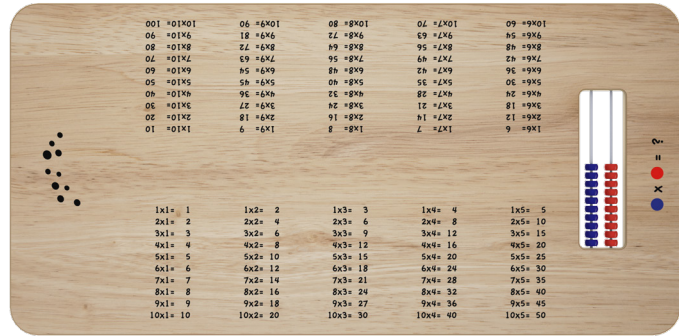 1x1= 1 1x2= 2 1x3= 3 1x4= 4 1x5= 5
2x1= 2 2x2= 4 2x3= 6 2x4= 8 2x5= 10
3x1= 3 3x2= 6 3x3= 9 3x4= 12 3x5= 15
4x1= 4 4x2= 8 4x3= 12 4x4= 16 4x5= 20
5x1= 5 5x2= 10 5x3= 15 5x4= 20 5x5= 25
6x1= 6 6x2= 12 6x3= 18 6x4= 24 6x5= 30
7x1= 7 7x2= 14 7x3= 21 7x4= 28 7x5= 35
8x1= 8 8x2= 16 8x3= 24 8x4= 32 8x5= 40
9x1= 9 9x2= 18 9x3= 27 9x4= 36 9x5= 45
10x1= 10 10x2= 20 10x3= 30 10x4= 40 10x5= 50
1x6= 6 1x7= 7 1x8= 8 1x9= 9 1x10= 10
2x6= 12 2x7= 14 2x8= 16 2x9= 18 2x10= 20
3x6= 18 3x7= 21 3x8= 24 3x9= 27 3x10= 30
4x6= 24 4x7= 28 4x8= 32 4x9= 36 4x10= 40
5x6= 30 5x7= 35 5x8= 40 5x9= 45 5x10= 50
6x6= 36 6x7= 42 6x8= 48 6x9= 54 6x10= 60
7x6= 42 7x7= 49 7x8= 56 7x9= 63 7x10= 70
8x6= 48 8x7= 56 8x8= 64 8x9= 72 8x10= 80
9x6= 54 9x7= 63 9x8= 72 9x9= 81 9x10= 90
10x6= 60 10x7= 70 10x8= 80 10x9= 90 10x10= 100
x = ?